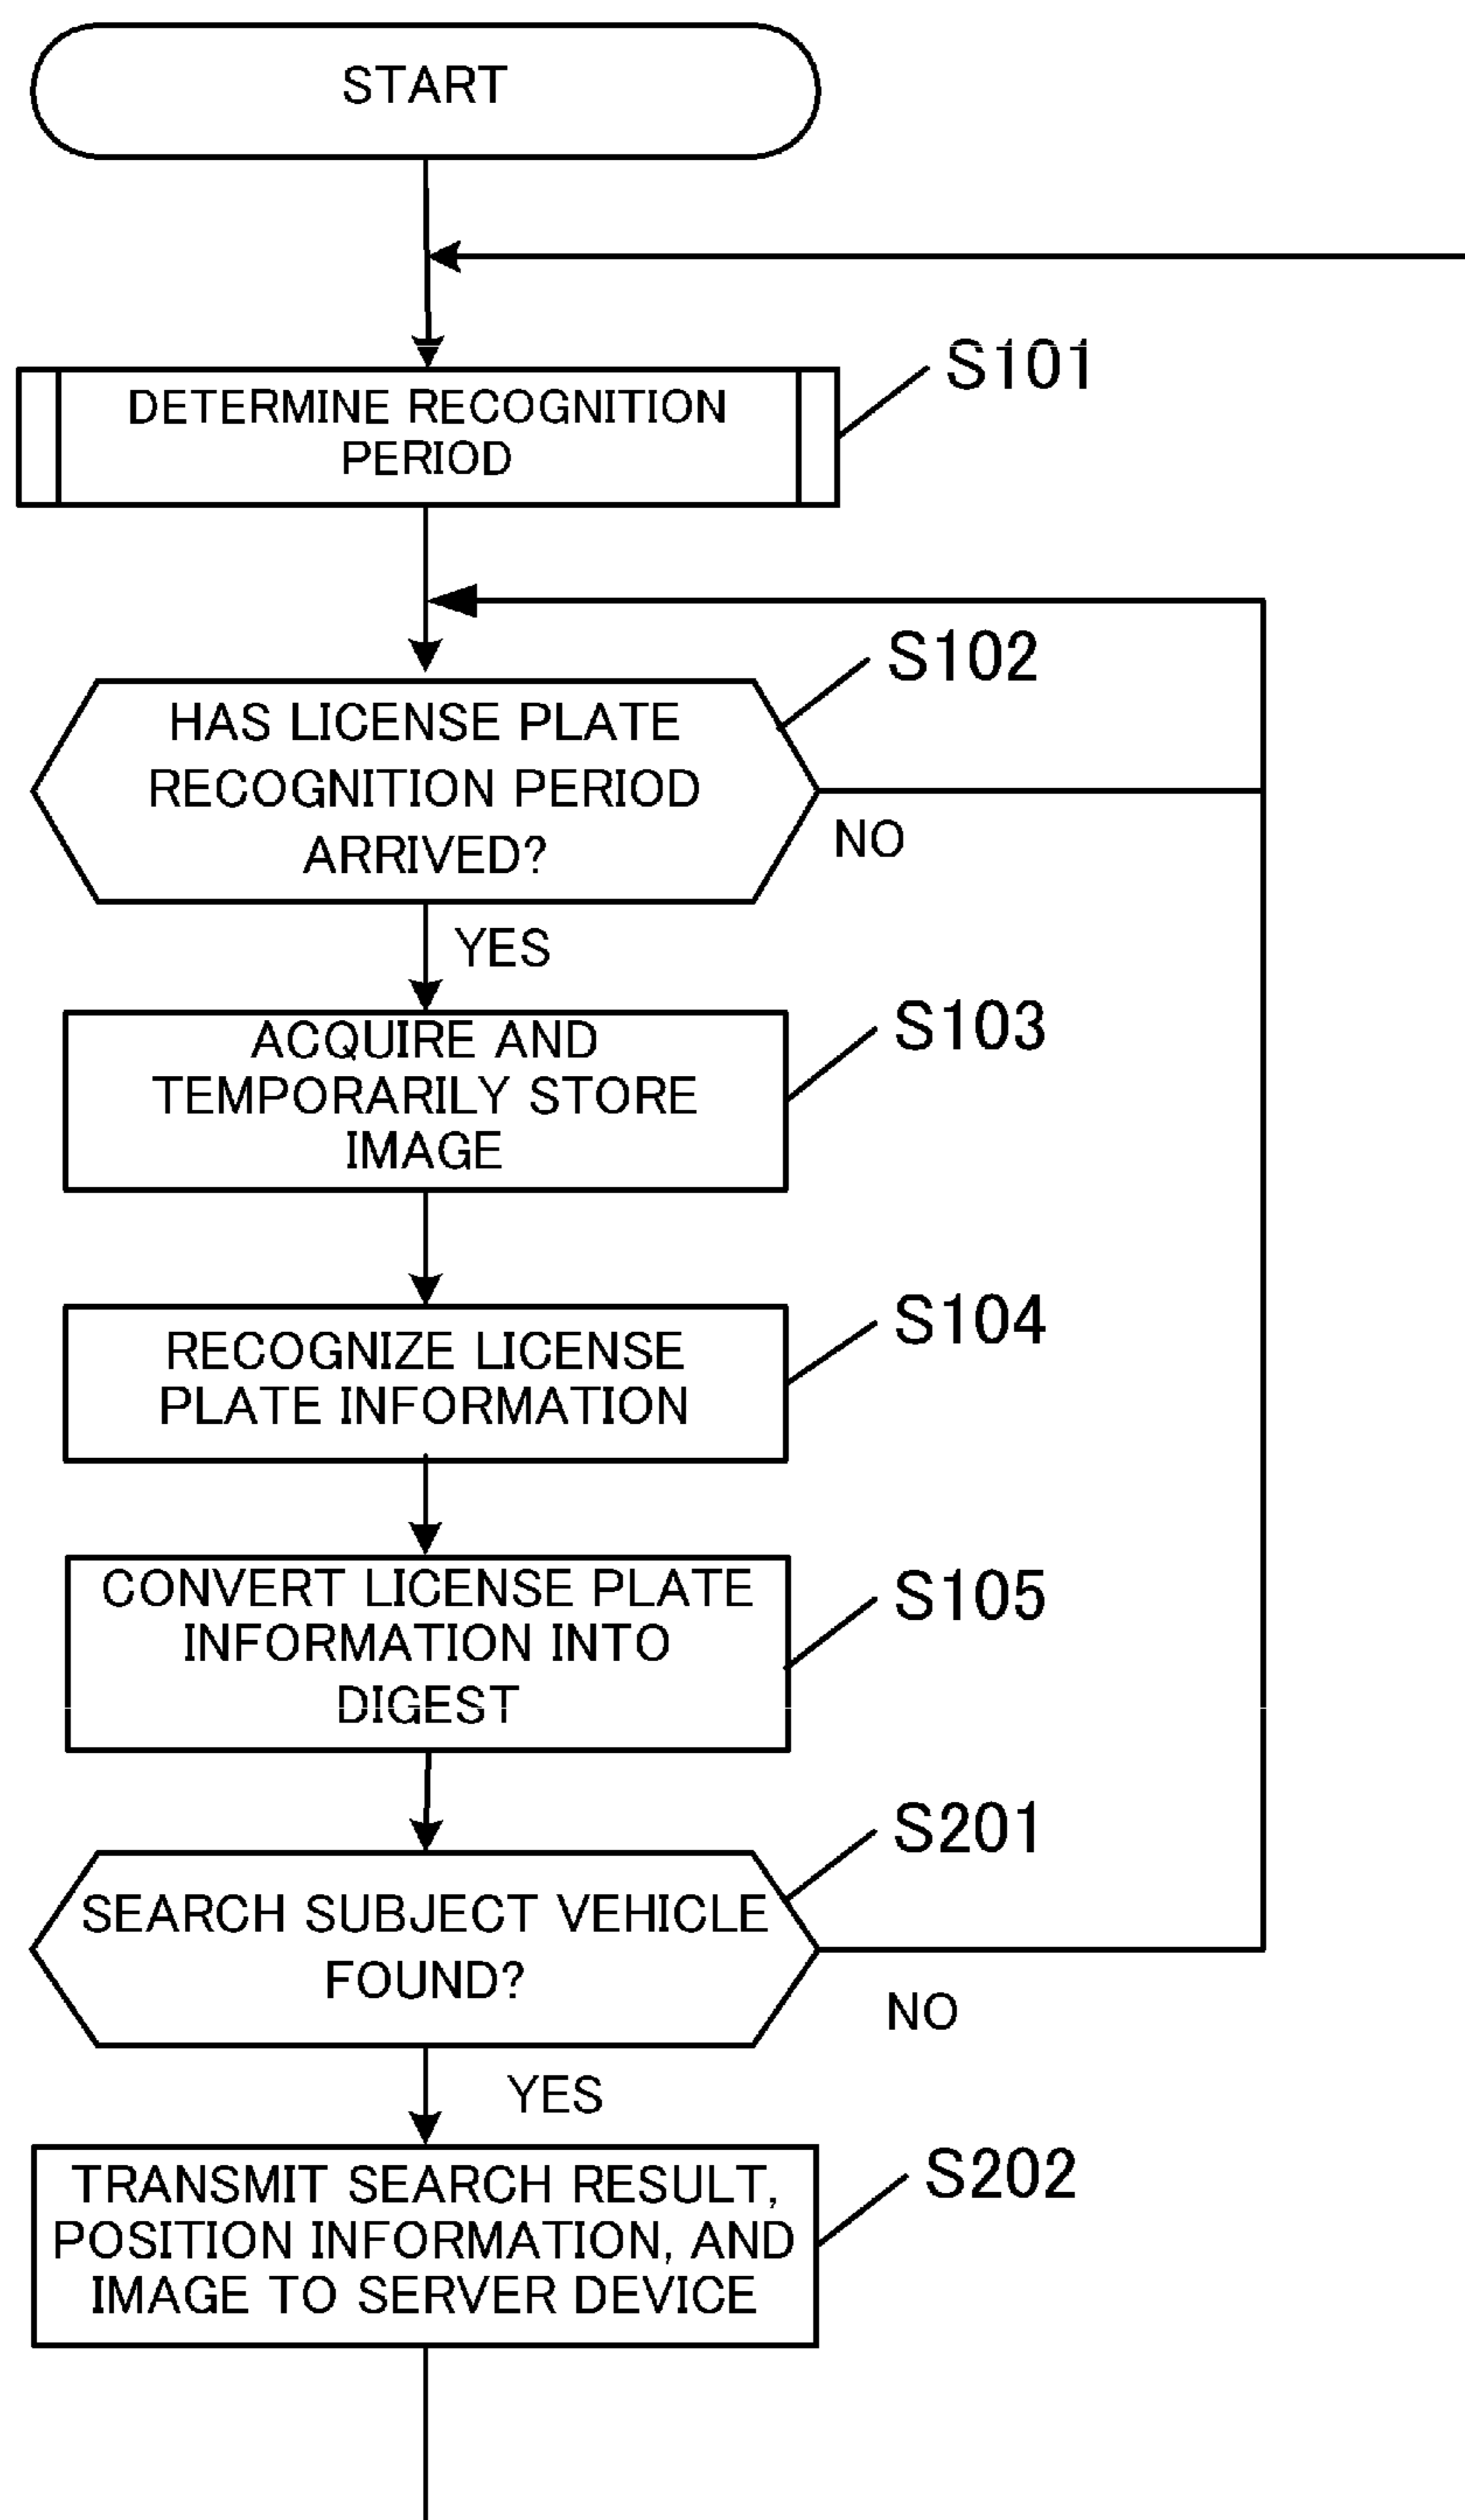 START
DETERMINE RECOGNITION
PERIOD
S101
HAS LICENSE PLATE
RECOGNITION PERIOD
ARRIVED?
S102
NO
YES
ACQUIRE AND
TEMPORARILY STORE
IMAGE
S103
RECOGNIZE LICENSE
PLATE INFORMATION
S104
CONVERT LICENSE PLATE
INFORMATION INTO
DIGEST
S105
SEARCH SUBJECT VEHICLE
FOUND?
S201
NO
YES
TRANSMIT SEARCH RESULT,
POSITION INFORMATION, AND
IMAGE TO SERVER DEVICE
S202